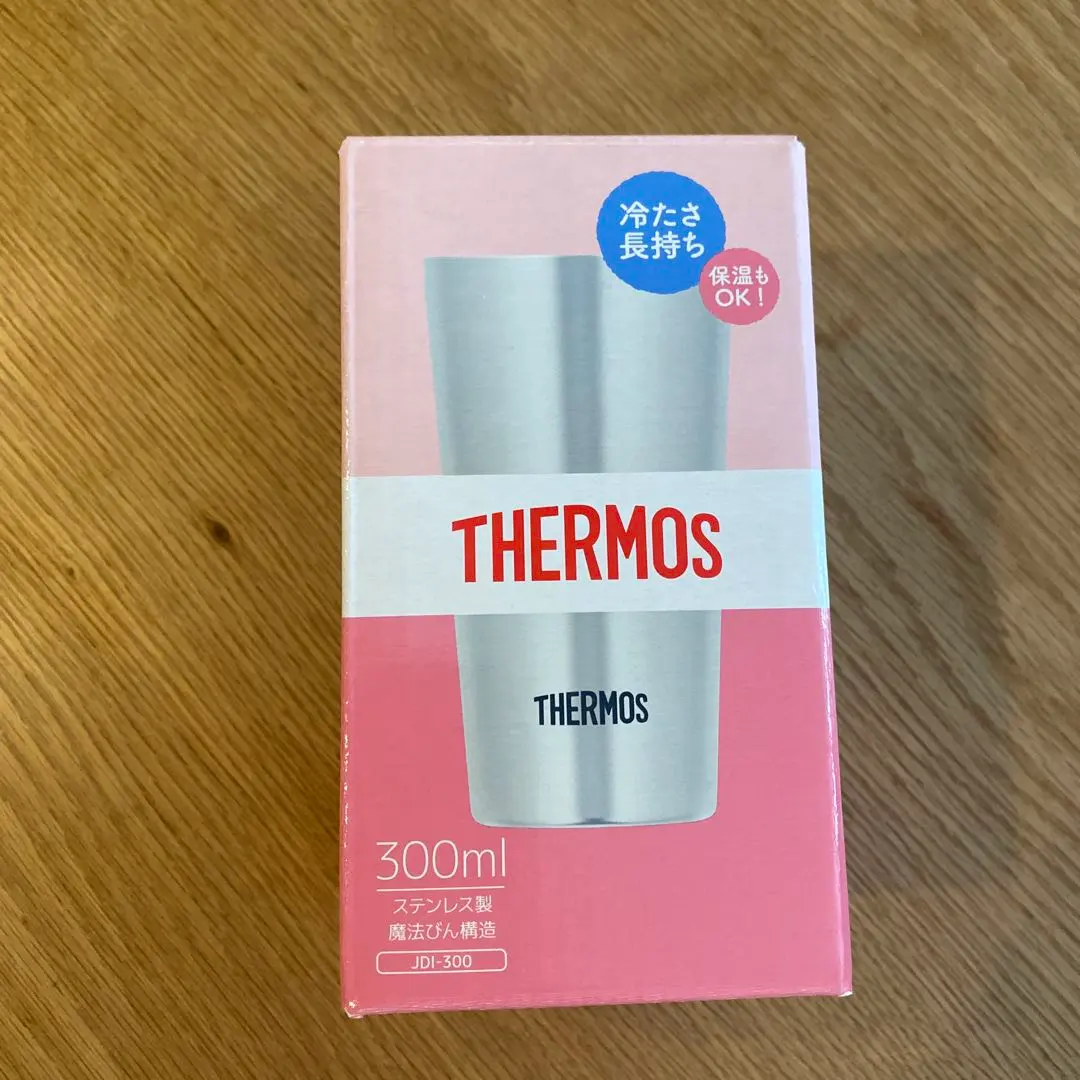 冷たさ
長持ち
保温も
OK!
THERMOS
THERMOS
300ml
ステンレス製
魔法びん構造
JDI-300